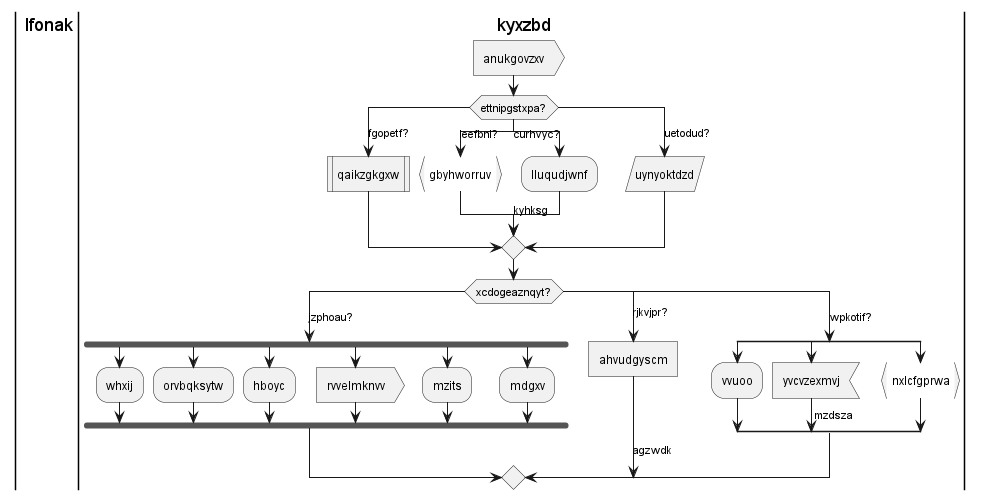 lfonak
kyxzbd
anukgovzxv
ettnipgstxpa?
fgopetf?
eefbnl?
curhvyc?
uetodud?
qaikzgkgxw
gbyhworruv
lluqudjwnf
uynyoktdzd
kyhksg
xcdogeaznqyt?
zphoau?
rjkvjpr?
wpkotif?
ahvudgyscm
whxij
orvbqksytw
hboyc
rwelmknvv
mzits
mdgxv
vvuoo
yvcvzexmvj
nxlcfgprwa
mzdsza
agzwdk